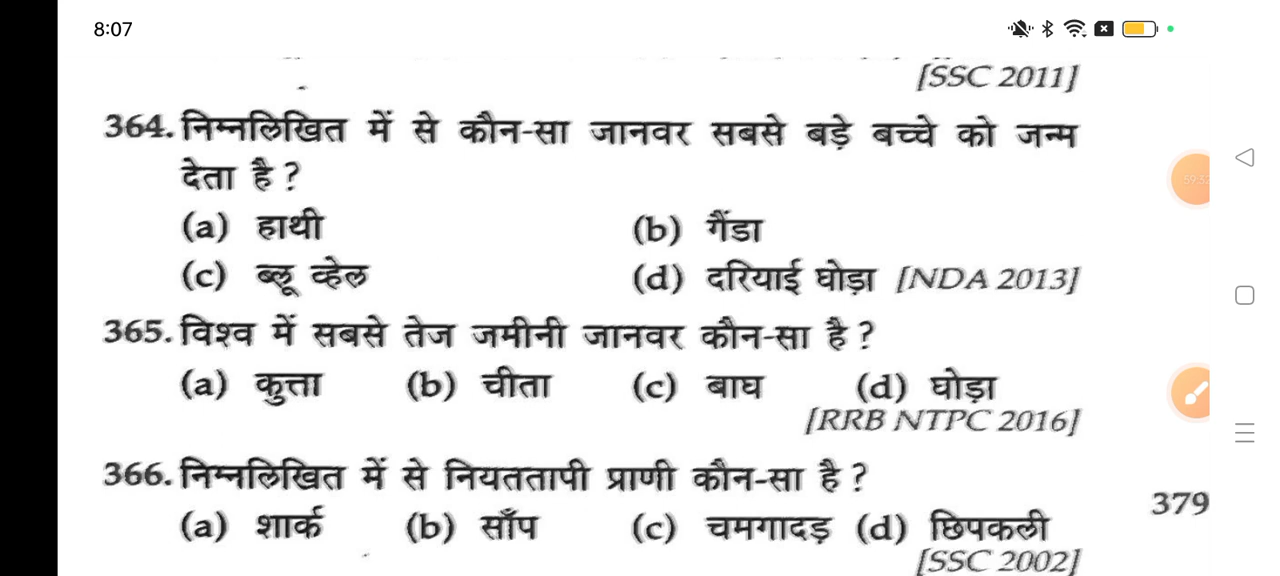 8:07
[SSC 2011]
364. निम्नलिखित में से कौन-सा जानवर सबसे बड़े बच्चे को जन्म
देता है ?
(a) हाथी (b) गैंडा
(c) ब्लू व्हेल (d) दरियाई घोड़ा [NDA 2013]
365. विश्व में सबसे तेज जमीनी जानवर कौन-सा है ?
(a) कुत्ता (b) चीता (c) बाघ (d) घोड़ा
[RRB NTPC 2016]
366. निम्नलिखित में से नियततापी प्राणी कौन-सा है ?
379
(a) शार्क (b) साँप (c) चमगादड़ (d) छिपकली
[SSC 2002]